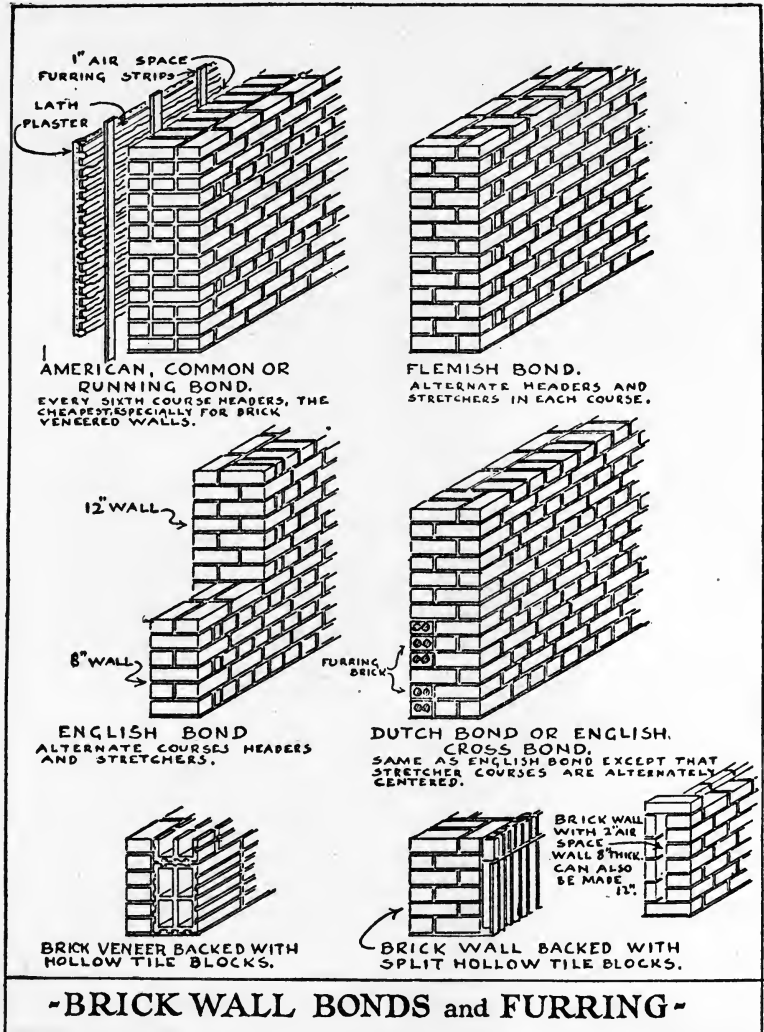 1" AIR SPACE
FURRING STRIPS
LATH
PLASTER
AMERICAN, COMMON OR
RUNNING BOND.
EVERY SIXTH COURSE HEADERS, THE
CHEAPEST, ESPECIALLY FOR BRICK
VENEERED WALLS.
FLEMISH BOND.
ALTERNATE HEADERS AND
STRETCHERS IN EACH COURSE.
12" WALL
8" WALL
ENGLISH BOND
ALTERNATE COURSES HEADERS
AND STRETCHERS.
FURRING
BRICK
DUTCH BOND OR ENGLISH.
CROSS BOND.
SAME AS ENGLISH BOND EXCEPT THAT
STRETCHER COURSES ARE ALTERNATELY
CENTERED.
BRICK VENEER BACKED WITH
HOLLOW TILE BLOCKS.
BRICK WALL BACKED WITH
SPLIT HOLLOW TILE BLOCKS.
BRICK WALL
WITH 2" AIR
SPACE
WALL 8" THICK.
CAN ALSO
BE MADE
12".
-BRICK WALL BONDS and FURRING-